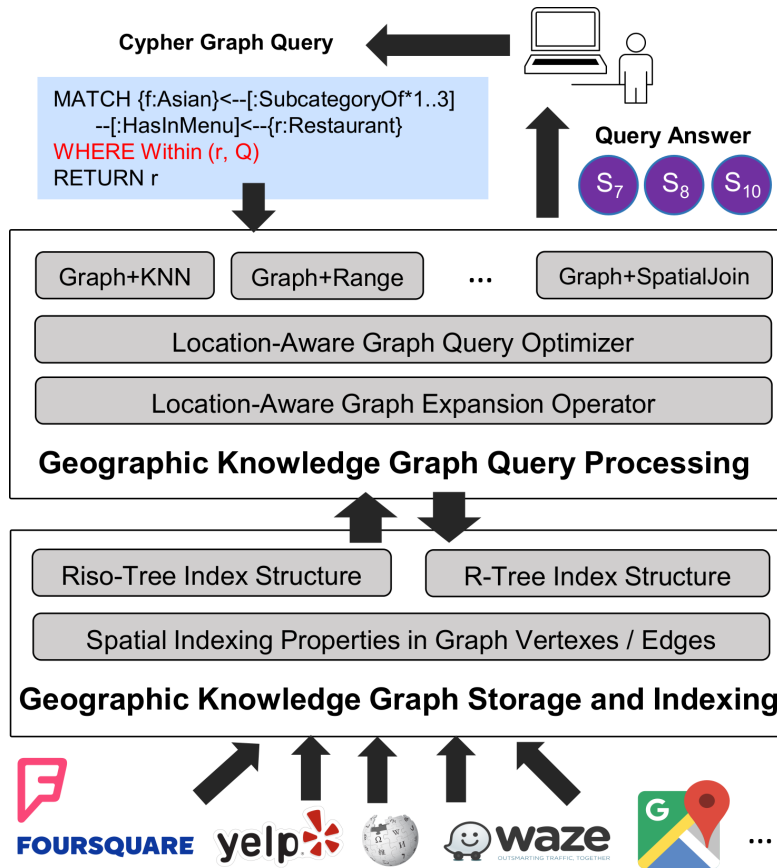 Cypher Graph Query
MATCH {f:Asian}<--[:SubcategoryOf*1..3]
--[:HasInMenu]<--{r:Restaurant}
WHERE Within (r, Q)
RETURN r
Query Answer
S7 S8 S10
Graph+KNN Graph+Range ... Graph+SpatialJoin
Location-Aware Graph Query Optimizer
Location-Aware Graph Expansion Operator
Geographic Knowledge Graph Query Processing
Riso-Tree Index Structure R-Tree Index Structure
Spatial Indexing Properties in Graph Vertexes / Edges
Geographic Knowledge Graph Storage and Indexing
FOURSQUARE yelp waze G ...
OUTSMARTING TRAFFIC, TOGETHER